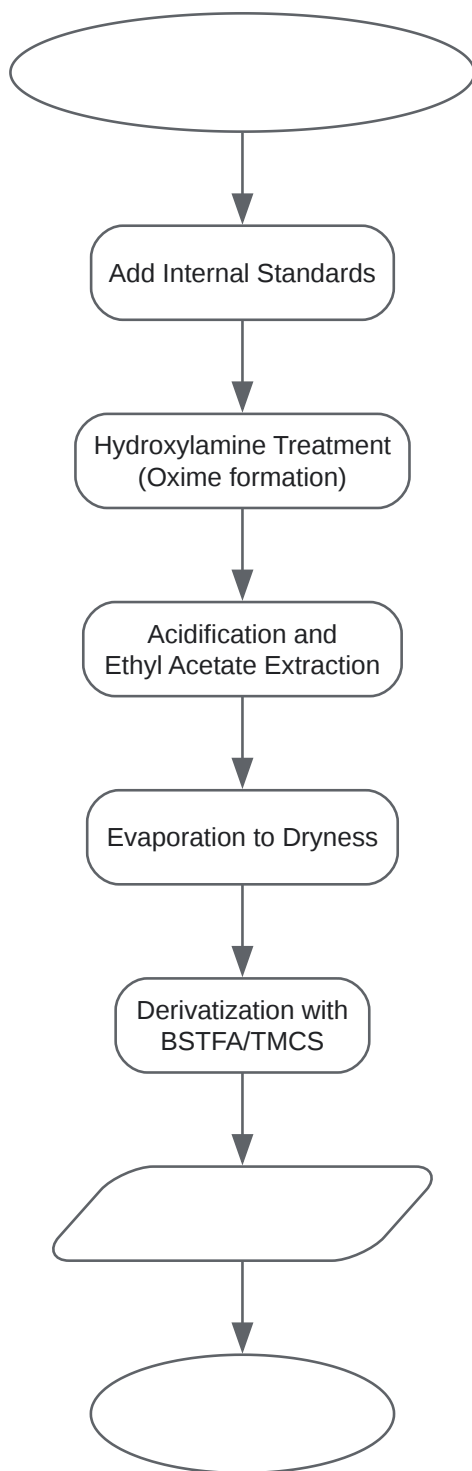 Add Internal Standards
Hydroxylamine Treatment
(Oxime formation)
Acidification and
Ethyl Acetate Extraction
Evaporation to Dryness
Derivatization with
BSTFA/TMCS